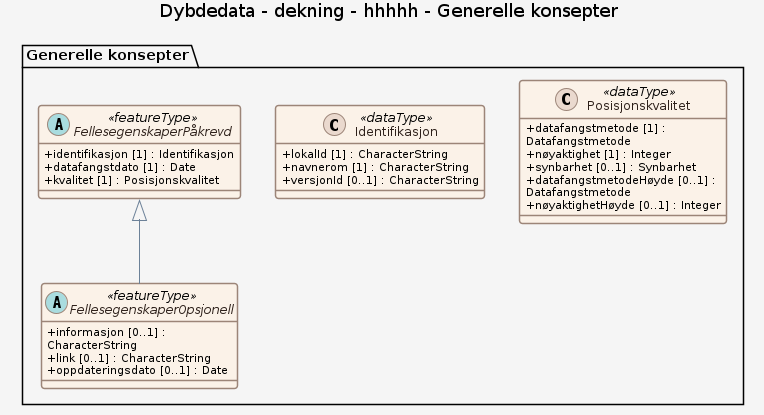 Dybdedata - dekning - hhhhh - Generelle konsepter
Generelle konsepter
A
«featureType»
FellesegenskaperPåkrevd
+identifikasjon [1] : Identifikasjon
+datafangstdato [1] : Date
+kvalitet [1] : Posisjonskvalitet
C
«dataType»
Identifikasjon
+lokalId [1] : CharacterString
+navnerom [1] : CharacterString
+versjonId [0..1] : CharacterString
C
«dataType»
Posisjonskvalitet
+datafangstmetode [1] :
Datafangstmetode
+nøyaktighet [1] : Integer
+synbarhet [0..1] : Synbarhet
+datafangstmetodeHøyde [0..1] :
Datafangstmetode
+nøyaktighetHøyde [0..1] : Integer
A
«featureType»
FellesegenskaperOpsjonell
+informasjon [0..1] :
CharacterString
+link [0..1] : CharacterString
+oppdateringsdato [0..1] : Date